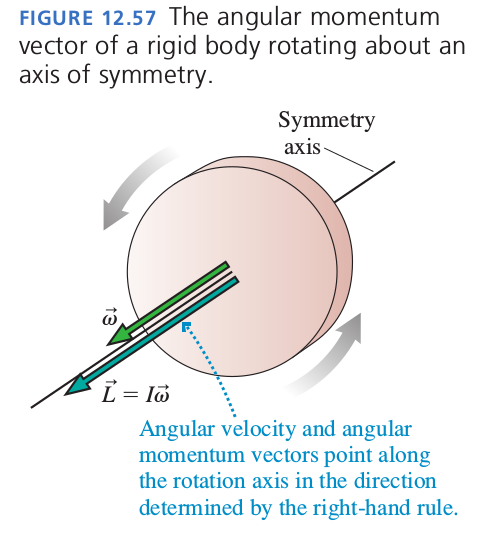 FIGURE 12.57 The angular momentum
vector of a rigid body rotating about an
axis of symmetry.
Symmetry
axis
ω⃗
L⃗ = Iω⃗
Angular velocity and angular
momentum vectors point along
the rotation axis in the direction
determined by the right-hand rule.